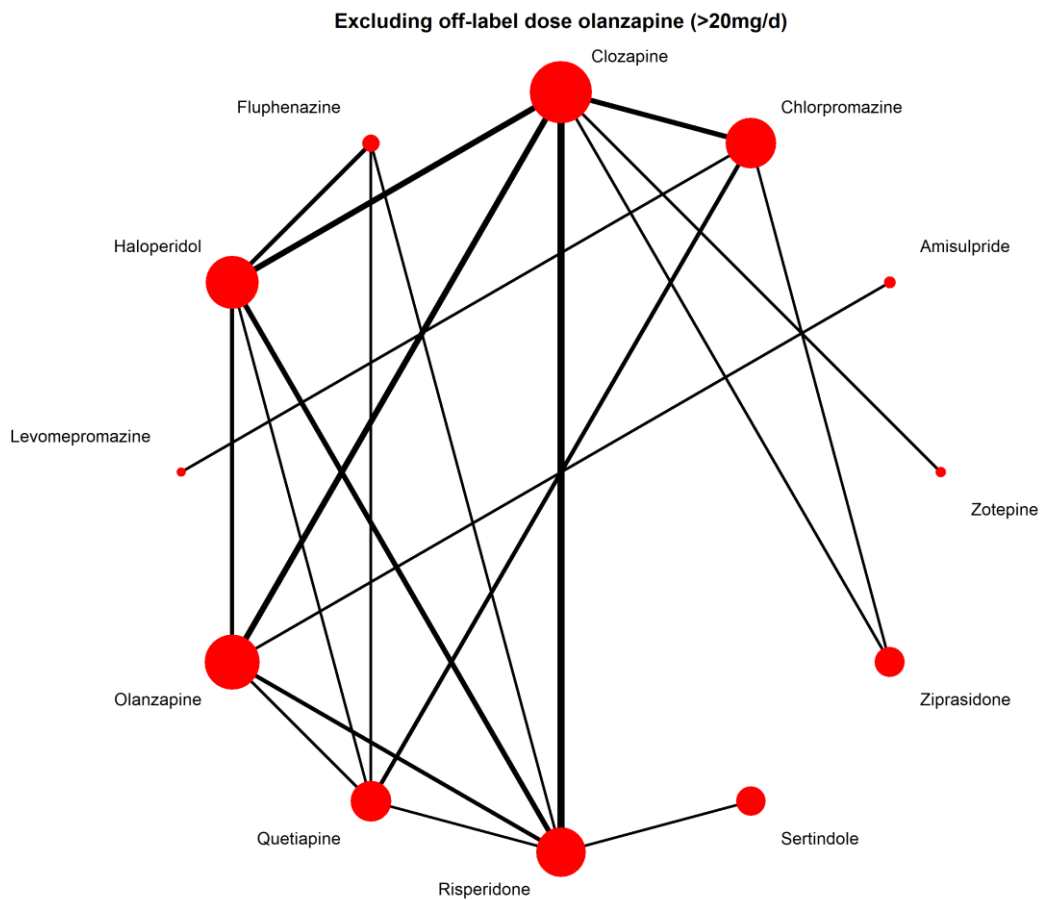 Excluding off-label dose olanzapine (>20mg/d)
Clozapine
Fluphenazine
Chlorpromazine
Haloperidol
Amisulpride
Levomepromazine
Zotepine
Olanzapine
Ziprasidone
Quetiapine
Sertindole
Risperidone